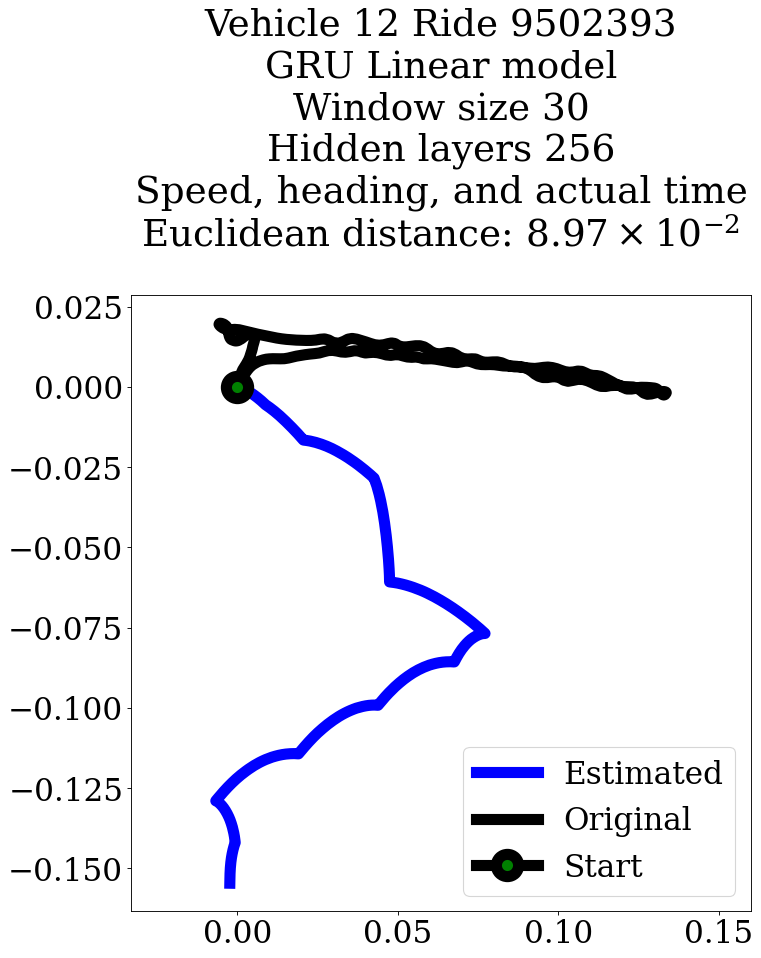 Vehicle 12 Ride 9502393
GRU Linear model
Window size 30
Hidden layers 256
Speed, heading, and actual time
Euclidean distance: 8.97 × 10⁻²
0.025
0.000
−0.025
−0.050
−0.075
−0.100
−0.125
−0.150
Estimated
Original
Start
0.00 0.05 0.10 0.15